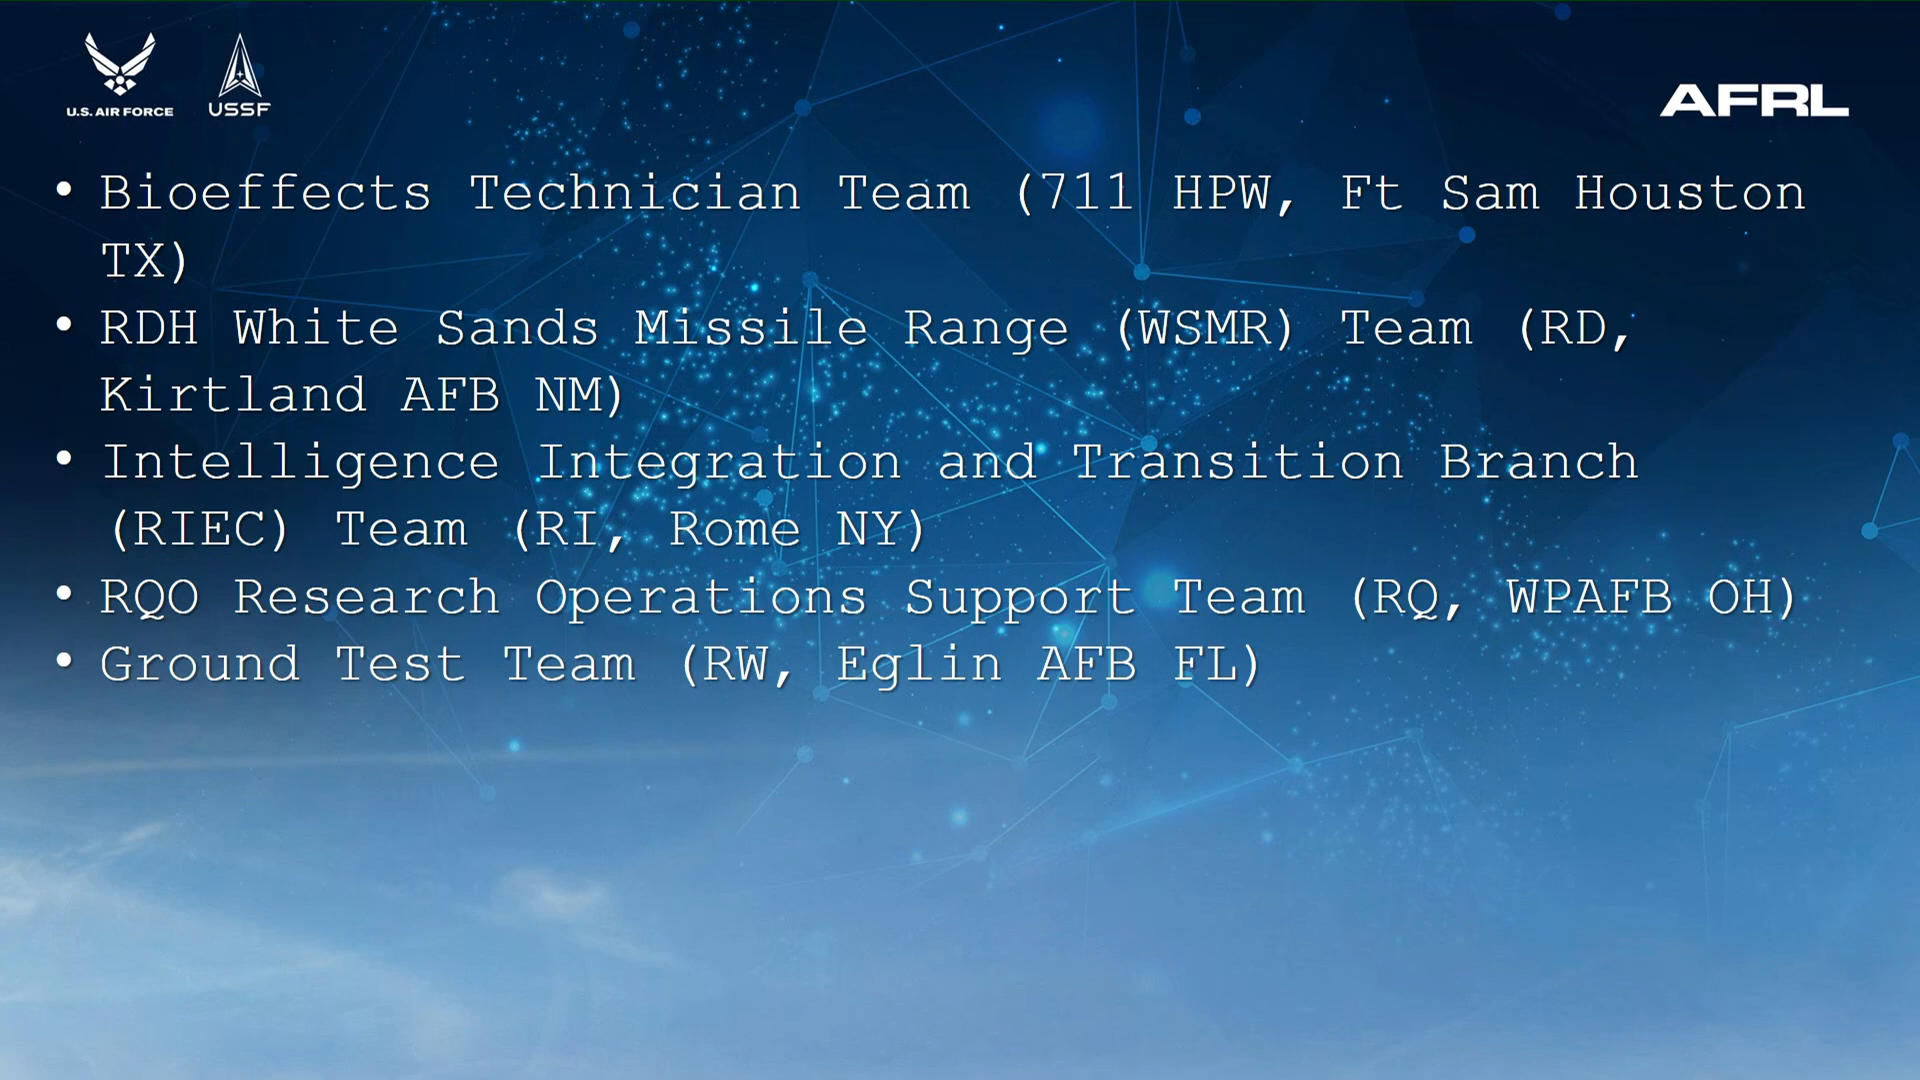 U.S. AIR FORCE
USSF
AFRL
• Bioeffects Technician Team (711 HPW, Ft Sam Houston
TX)
• RDH White Sands Missile Range (WSMR) Team (RD,
Kirtland AFB NM)
• Intelligence Integration and Transition Branch
(RIEC) Team (RI, Rome NY)
• RQO Research Operations Support Team (RQ, WPAFB OH)
• Ground Test Team (RW, Eglin AFB FL)